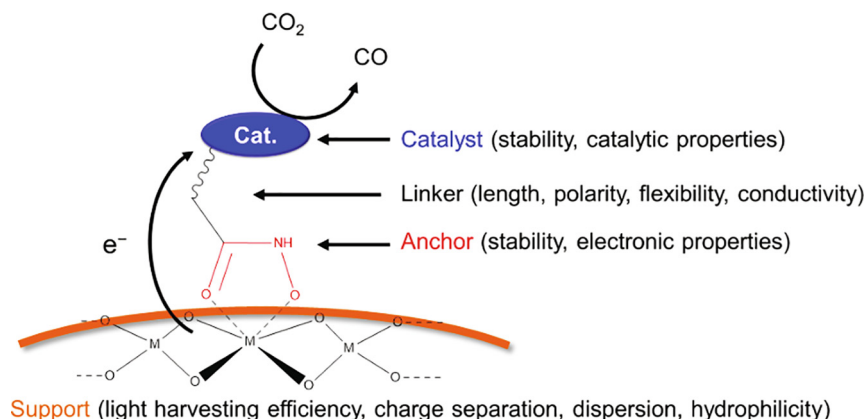 CO₂
CO
Cat.
Catalyst (stability, catalytic properties)
Linker (length, polarity, flexibility, conductivity)
Anchor (stability, electronic properties)
e⁻
NH
O
O
O
O
O
O
M
M
M
O
O
O
O
Support (light harvesting efficiency, charge separation, dispersion, hydrophilicity)